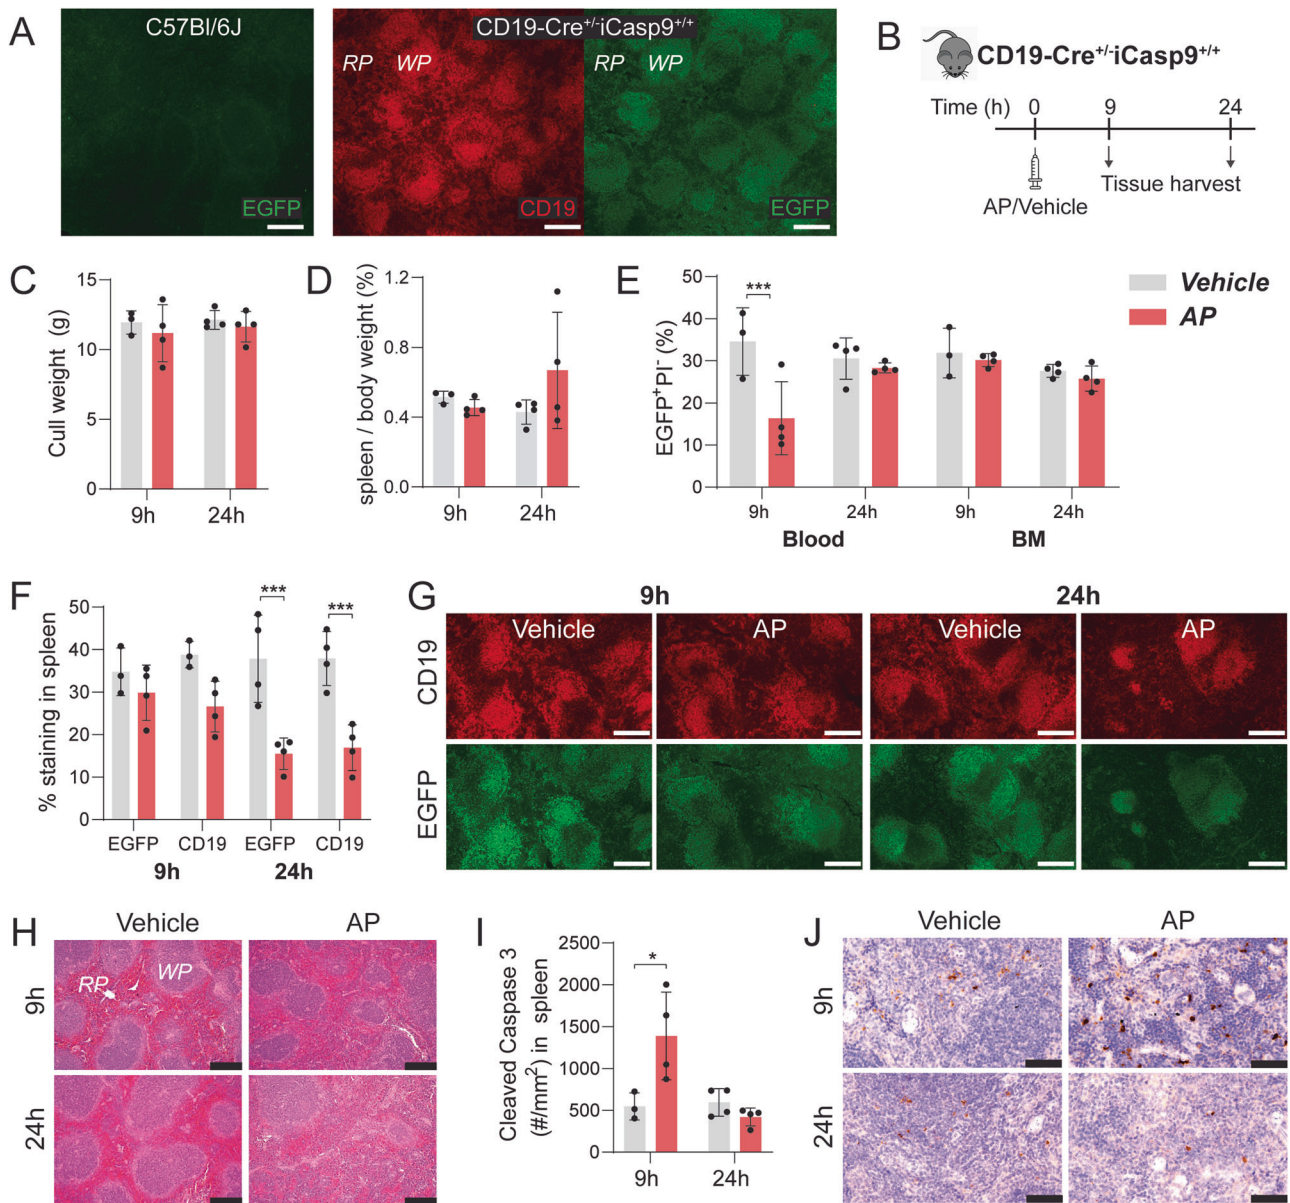 A
C57Bl/6J
EGFP
CD19-Cre+/-iCasp9+/+
RP WP
CD19
RP WP
EGFP
B
CD19-Cre+/-iCasp9+/+
Time (h) 0 9 24
Tissue harvest
AP/Vehicle
C
Cull weight (g)
15
10
5
0
9h 24h
D
spleen / body weight (%)
1.2
0.8
0.4
0.0
9h 24h
E
EGFP+PI- (%)
50
40
30
20
10
0
***
9h 24h 9h 24h
Blood BM
Vehicle
AP
F
% staining in spleen
50
40
30
20
10
0
*** ***
EGFP CD19 EGFP CD19
9h 24h
G
9h 24h
Vehicle AP Vehicle AP
CD19
EGFP
H
Vehicle AP
9h
RP WP
24h
I
Cleaved Caspase 3
(#/mm2) in spleen
2500
2000
1500
1000
500
0
*
9h 24h
J
Vehicle AP
9h
24h